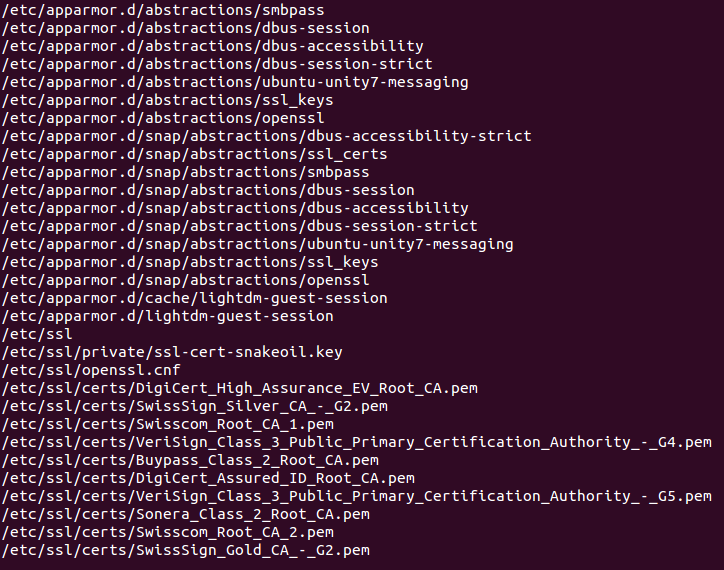 /etc/apparmor.d/abstractions/smbpass
/etc/apparmor.d/abstractions/dbus-session
/etc/apparmor.d/abstractions/dbus-accessibility
/etc/apparmor.d/abstractions/dbus-session-strict
/etc/apparmor.d/abstractions/ubuntu-unity7-messaging
/etc/apparmor.d/abstractions/ssl_keys
/etc/apparmor.d/abstractions/openssl
/etc/apparmor.d/snap/abstractions/dbus-accessibility-strict
/etc/apparmor.d/snap/abstractions/ssl_certs
/etc/apparmor.d/snap/abstractions/smbpass
/etc/apparmor.d/snap/abstractions/dbus-session
/etc/apparmor.d/snap/abstractions/dbus-accessibility
/etc/apparmor.d/snap/abstractions/dbus-session-strict
/etc/apparmor.d/snap/abstractions/ubuntu-unity7-messaging
/etc/apparmor.d/snap/abstractions/ssl_keys
/etc/apparmor.d/snap/abstractions/openssl
/etc/apparmor.d/cache/lightdm-guest-session
/etc/apparmor.d/lightdm-guest-session
/etc/ssl
/etc/ssl/private/ssl-cert-snakeoil.key
/etc/ssl/openssl.cnf
/etc/ssl/certs/DigiCert_High_Assurance_EV_Root_CA.pem
/etc/ssl/certs/SwissSign_Silver_CA_-_G2.pem
/etc/ssl/certs/Swisscom_Root_CA_1.pem
/etc/ssl/certs/VeriSign_Class_3_Public_Primary_Certification_Authority_-_G4.pem
/etc/ssl/certs/Buypass_Class_2_Root_CA.pem
/etc/ssl/certs/DigiCert_Assured_ID_Root_CA.pem
/etc/ssl/certs/VeriSign_Class_3_Public_Primary_Certification_Authority_-_G5.pem
/etc/ssl/certs/Sonera_Class_2_Root_CA.pem
/etc/ssl/certs/Swisscom_Root_CA_2.pem
/etc/ssl/certs/SwissSign_Gold_CA_-_G2.pem